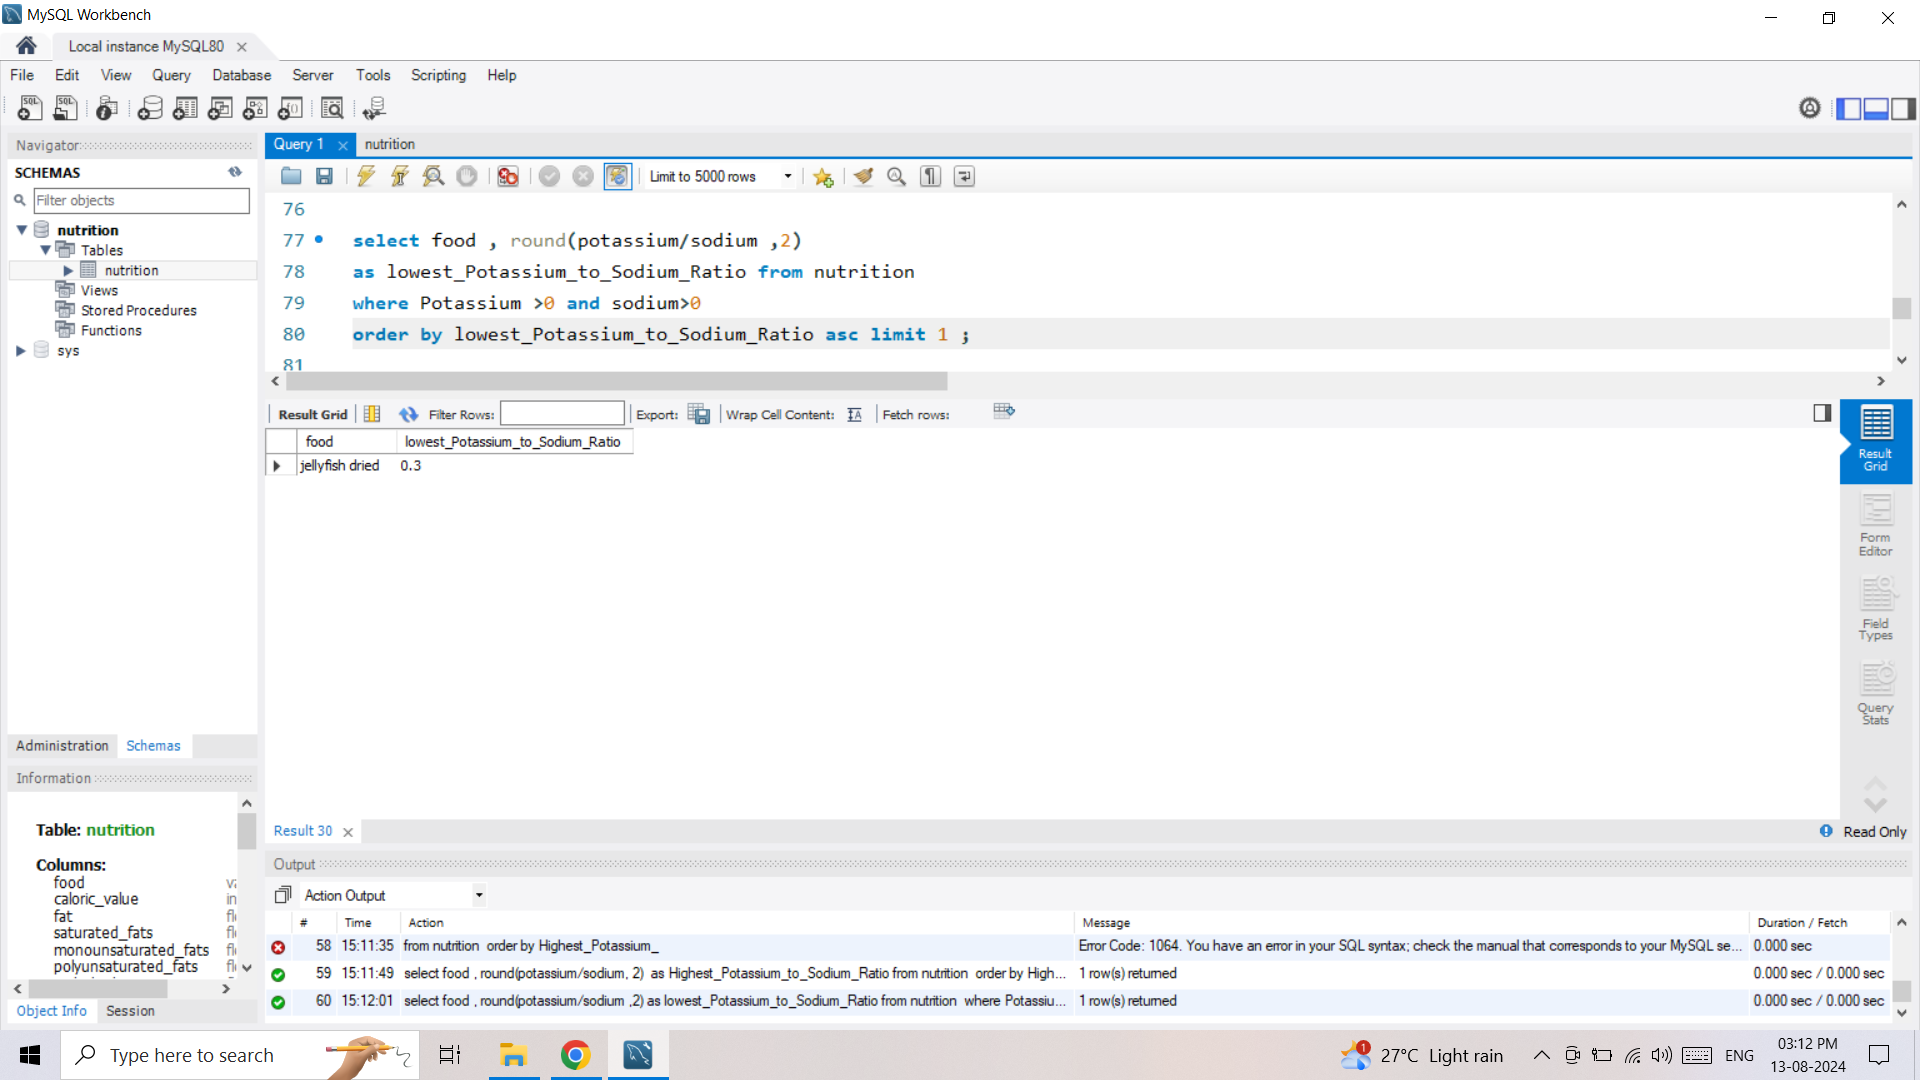 MySQL Workbench
Local instance MySQL80
File Edit View Query Database Server Tools Scripting Help
Navigator
SCHEMAS
Filter objects
nutrition
Tables
nutrition
Views
Stored Procedures
Functions
sys
Administration Schemas
Information
Table: nutrition
Columns:
food
caloric_value
fat
saturated_fats
monounsaturated_fats
polyunsaturated_fats
Object Info Session
Query 1 nutrition
Limit to 5000 rows
76
77 select food , round(potassium/sodium ,2)
78 as lowest_Potassium_to_Sodium_Ratio from nutrition
79 where Potassium >0 and sodium>0
80 order by lowest_Potassium_to_Sodium_Ratio asc limit 1 ;
81
Result Grid Filter Rows: Export: Wrap Cell Content: Fetch rows:
food lowest_Potassium_to_Sodium_Ratio
jellyfish dried 0.3
Result Grid
Form Editor
Field Types
Query Stats
Result 30
Read Only
Output
Action Output
# Time Action Message Duration / Fetch
58 15:11:35 from nutrition order by Highest_Potassium_ Error Code: 1064. You have an error in your SQL syntax; check the manual that corresponds to your MySQL se... 0.000 sec
59 15:11:49 select food , round(potassium/sodium, 2) as Highest_Potassium_to_Sodium_Ratio from nutrition order by High... 1 row(s) returned 0.000 sec / 0.000 sec
60 15:12:01 select food , round(potassium/sodium ,2) as lowest_Potassium_to_Sodium_Ratio from nutrition where Potassiu... 1 row(s) returned 0.000 sec / 0.000 sec
Type here to search
1
27°C Light rain
ENG
03:12 PM
13-08-2024